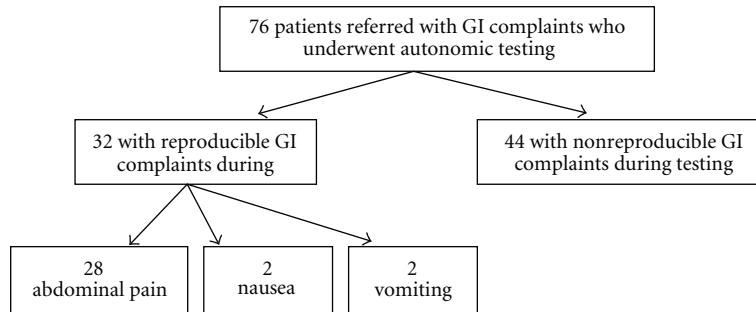 76 patients referred with GI complaints who
underwent autonomic testing
32 with reproducible GI
complaints during
44 with nonreproducible GI
complaints during testing
28
abdominal pain
2
nausea
2
vomiting